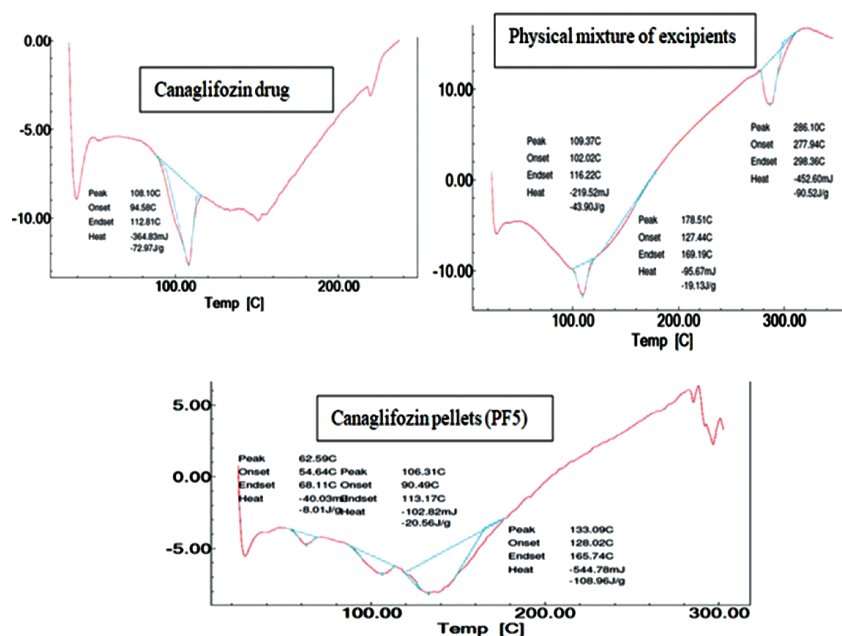 0.00
Canaglifozin drug
-5.00
Peak 108.10C
Onset 94.58C
Endset 112.81C
Heat -364.83mJ
-72.97J/g
-10.00
100.00 200.00
Temp [C]
Physical mixture of excipients
10.00
Peak 109.37C
Onset 102.02C
Endset 116.22C
Heat -219.52mJ
-43.90J/g
Peak 286.10C
Onset 277.94C
Endset 298.36C
Heat -452.60mJ
-90.52J/g
0.00
Peak 178.51C
Onset 127.44C
Endset 169.19C
Heat -95.67mJ
-19.13J/g
-10.00
100.00 200.00 300.00
Temp [C]
5.00
Canaglifozin pellets (PF5)
Peak 62.59C
Onset 54.64C
Endset 68.11C
Heat -40.03mJ
-8.01J/g
Peak 106.31C
Onset 90.49C
Endset 113.17C
Heat -102.82mJ
-20.56J/g
0.00
Peak 133.09C
Onset 128.02C
Endset 165.74C
Heat -544.78mJ
-108.96J/g
-5.00
100.00 200.00 300.00
Temp [C]